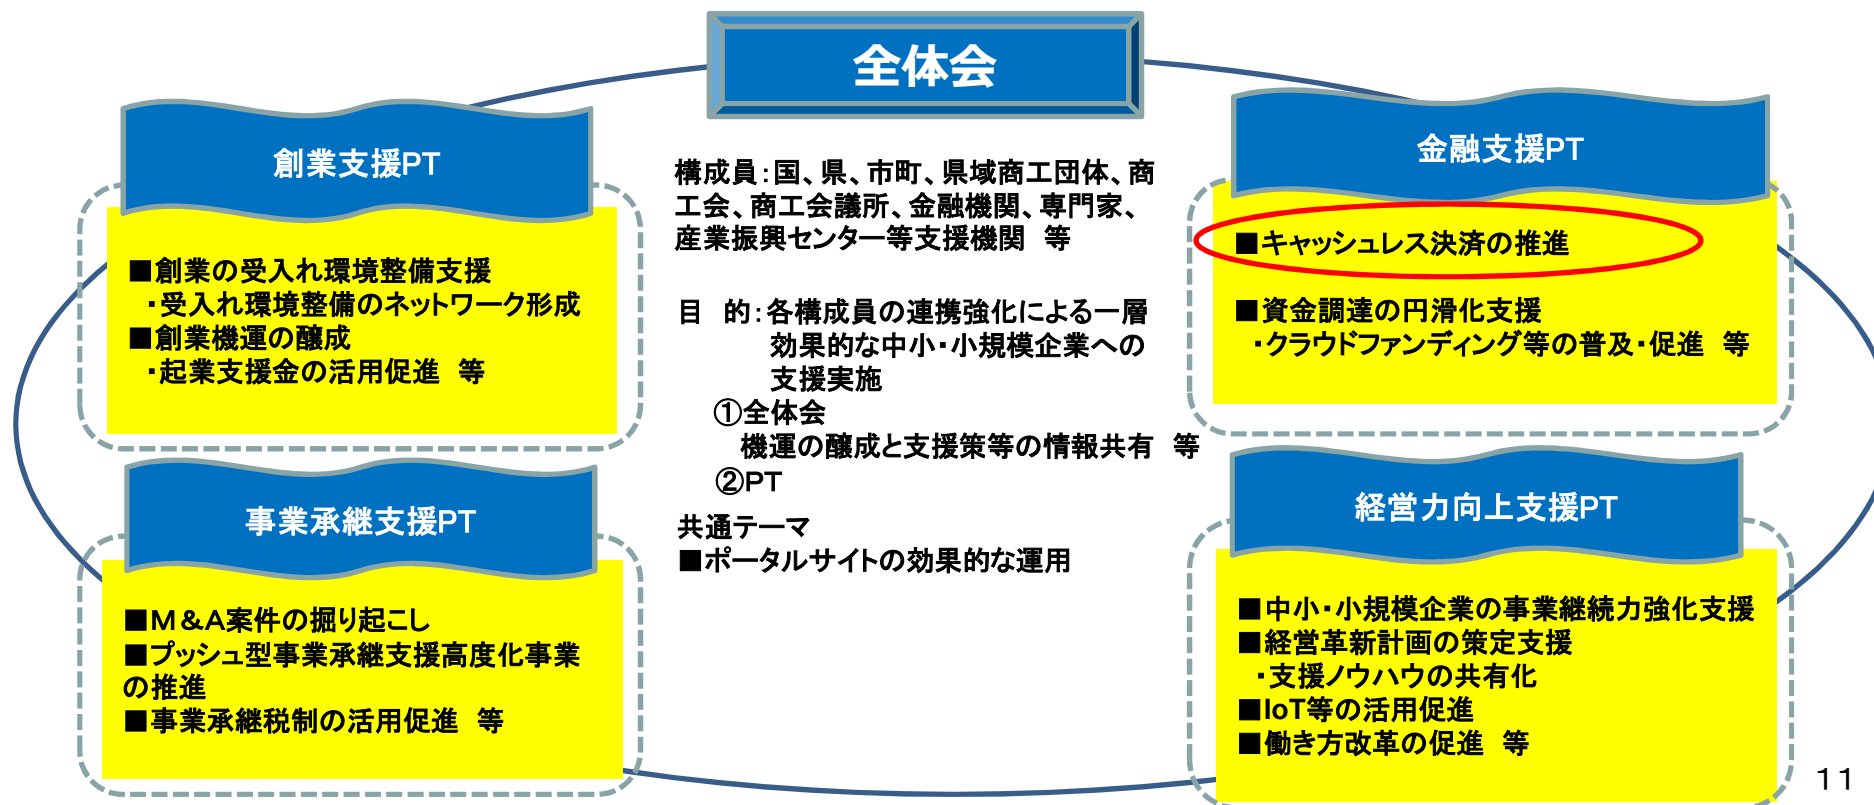 全体会
創業支援PT
■創業の受入れ環境整備支援
・受入れ環境整備のネットワーク形成
■創業機運の醸成
・起業支援金の活用促進　等
構成員:国、県、市町、県域商工団体、商
工会、商工会議所、金融機関、専門家、
産業振興センター等支援機関　等
目　的:各構成員の連携強化による一層
効果的な中小・小規模企業への
支援実施
①全体会
機運の醸成と支援策等の情報共有　等
②PT
共通テーマ
■ポータルサイトの効果的な運用
金融支援PT
■キャッシュレス決済の推進
■資金調達の円滑化支援
・クラウドファンディング等の普及・促進　等
事業承継支援PT
■M&A案件の掘り起こし
■プッシュ型事業承継支援高度化事業
の推進
■事業承継税制の活用促進　等
経営力向上支援PT
■中小・小規模企業の事業継続力強化支援
■経営革新計画の策定支援
・支援ノウハウの共有化
■IoT等の活用促進
■働き方改革の促進　等
11